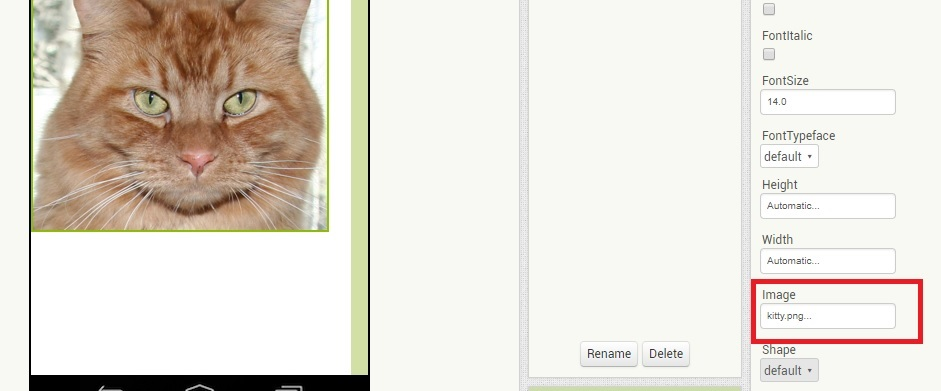 FontItalic
FontSize
14.0
FontTypeface
default
Height
Automatic...
Width
Automatic...
Image
kitty.png...
Shape
default
Rename Delete